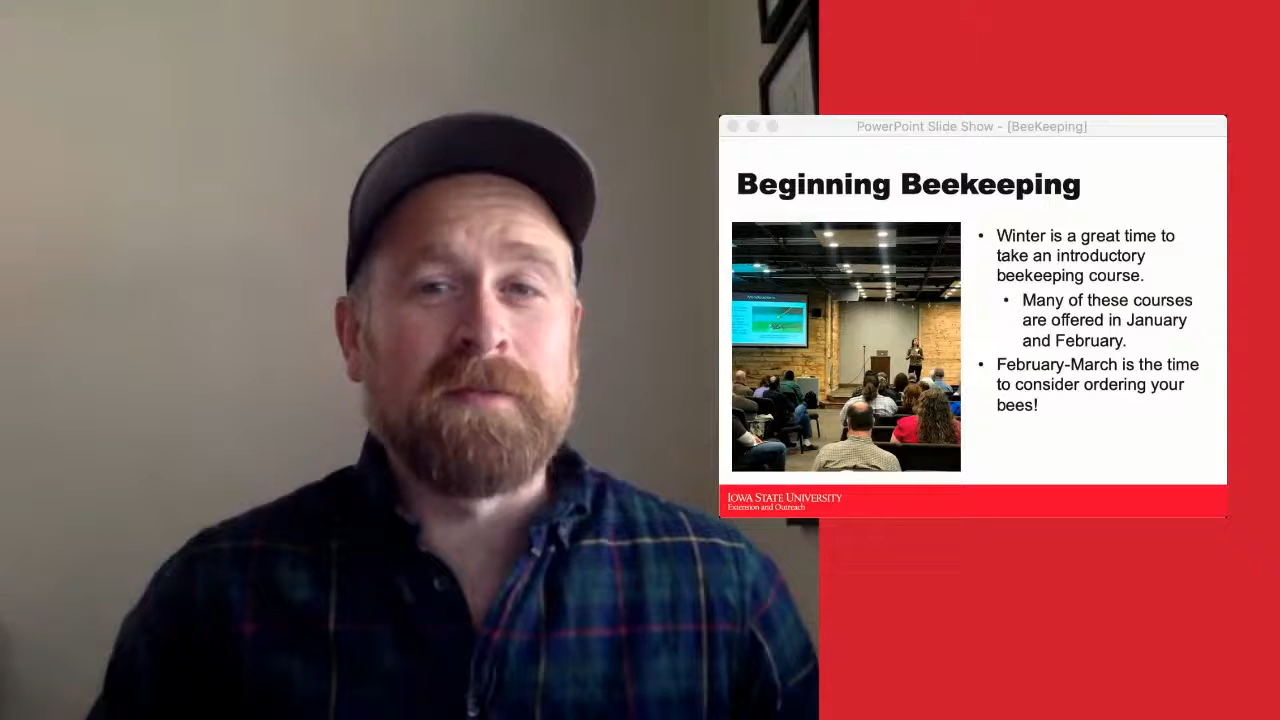 PowerPoint Slide Show - [BeeKeeping]
Beginning Beekeeping
• Winter is a great time to
take an introductory
beekeeping course.
• Many of these courses
are offered in January
and February.
• February-March is the time
to consider ordering your
bees!
IOWA STATE UNIVERSITY
Extension and Outreach